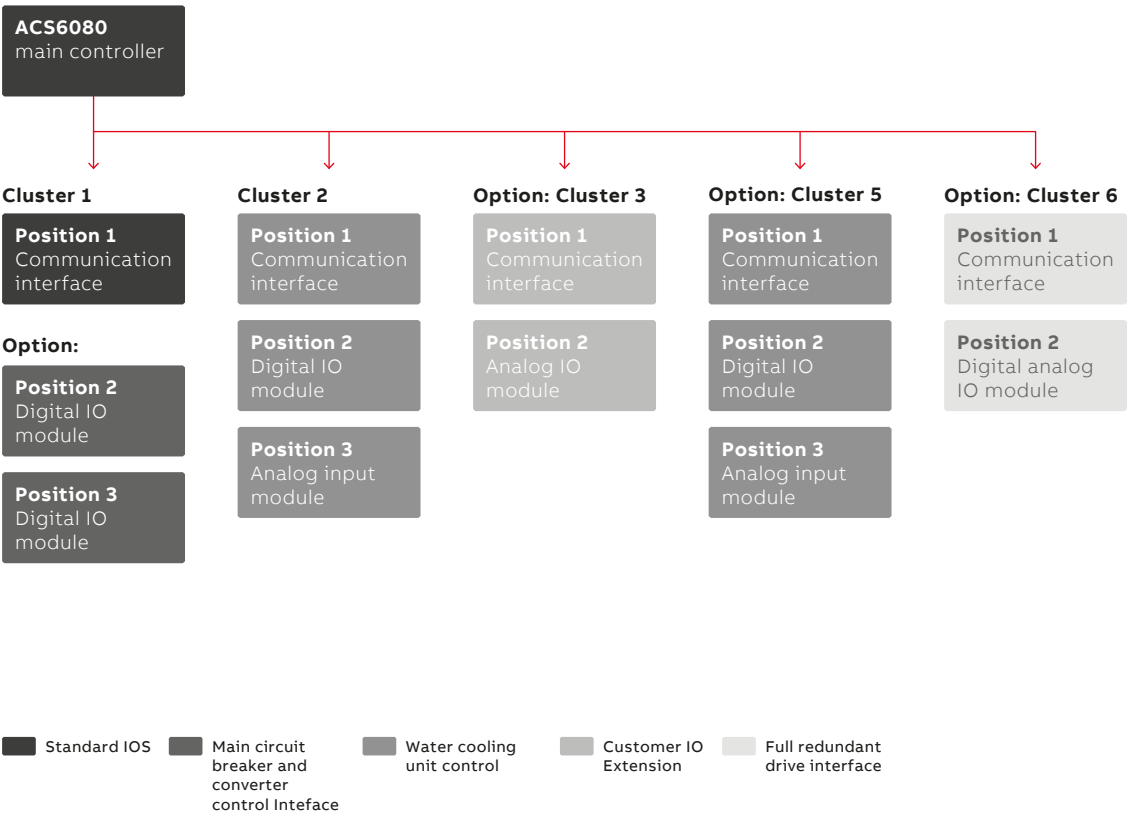 ACS6080
main controller
Cluster 1
Position 1
Communication
interface
Option:
Position 2
Digital IO
module
Position 3
Digital IO
module
Cluster 2
Position 1
Communication
interface
Position 2
Digital IO
module
Position 3
Analog input
module
Option: Cluster 3
Position 1
Communication
interface
Position 2
Analog IO
module
Option: Cluster 5
Position 1
Communication
interface
Position 2
Digital IO
module
Position 3
Analog input
module
Option: Cluster 6
Position 1
Communication
interface
Position 2
Digital analog
IO module
Standard IOS
Main circuit
breaker and
converter
control Inteface
Water cooling
unit control
Customer IO
Extension
Full redundant
drive interface